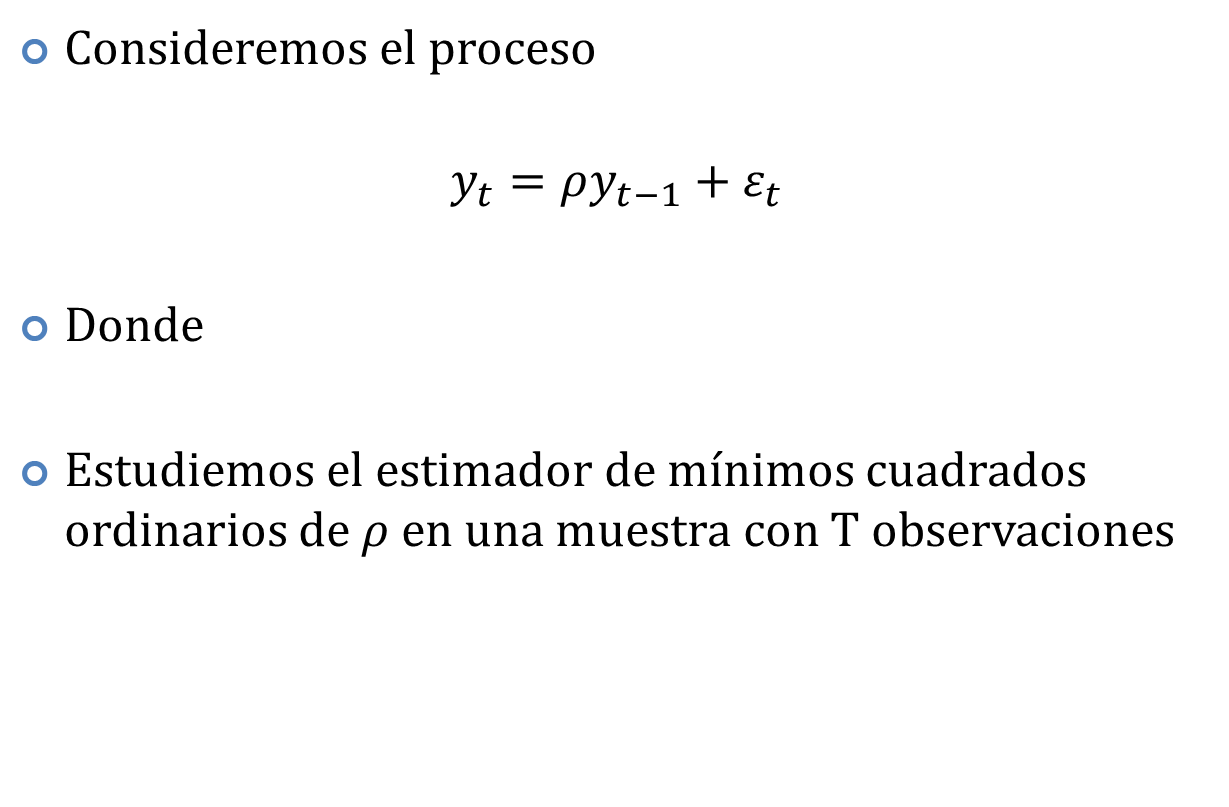 Consideremos el proceso
𝑦ₜ = 𝜌𝑦ₜ₋₁ + 𝜀ₜ
Donde
Estudiemos el estimador de mínimos cuadrados
ordinarios de 𝜌 en una muestra con T observaciones